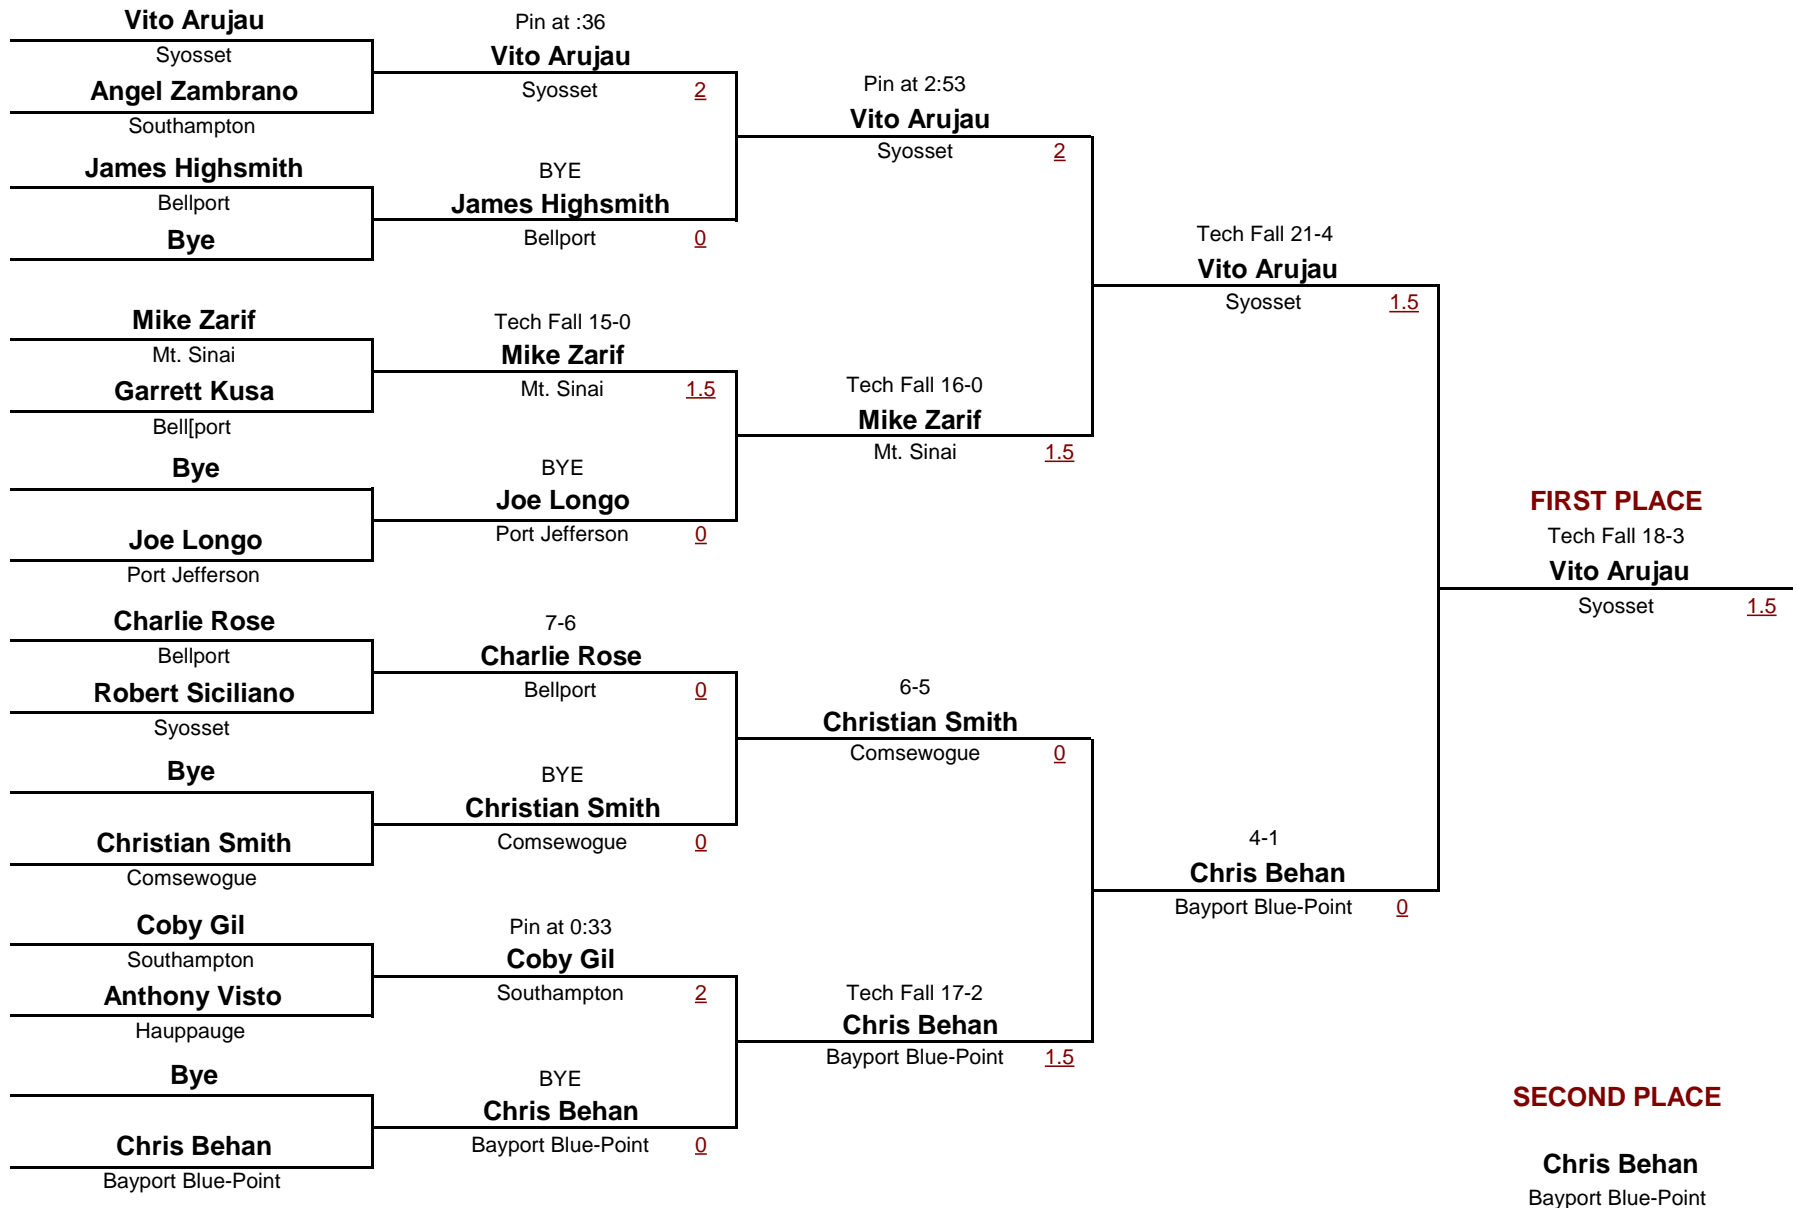 Vito Arujau
Syosset
Angel Zambrano
Southampton
James Highsmith
Bellport
Bye
Mike Zarif
Mt. Sinai
Garrett Kusa
Bell[port
Bye
Joe Longo
Port Jefferson
Charlie Rose
Bellport
Robert Siciliano
Syosset
Bye
Christian Smith
Comsewogue
Coby Gil
Southampton
Anthony Visto
Hauppauge
Bye
Chris Behan
Bayport Blue-Point
Pin at :36
Vito Arujau
Syosset 2
BYE
James Highsmith
Bellport 0
Tech Fall 15-0
Mike Zarif
Mt. Sinai 1.5
BYE
Joe Longo
Port Jefferson 0
7-6
Charlie Rose
Bellport 0
BYE
Christian Smith
Comsewogue 0
Pin at 0:33
Coby Gil
Southampton 2
BYE
Chris Behan
Bayport Blue-Point 0
Pin at 2:53
Vito Arujau
Syosset 2
Tech Fall 16-0
Mike Zarif
Mt. Sinai 1.5
6-5
Christian Smith
Comsewogue 0
Tech Fall 17-2
Chris Behan
Bayport Blue-Point 1.5
Tech Fall 21-4
Vito Arujau
Syosset 1.5
4-1
Chris Behan
Bayport Blue-Point 0
FIRST PLACE
Tech Fall 18-3
Vito Arujau
Syosset 1.5
SECOND PLACE
Chris Behan
Bayport Blue-Point